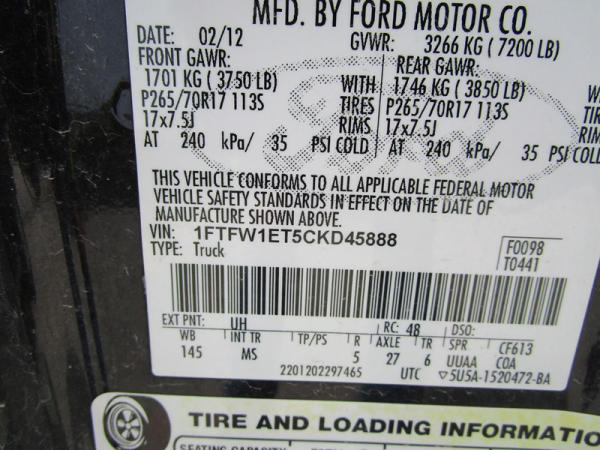 MFD. BY FORD MOTOR CO.
DATE: 02/12 GVWR: 3266 KG ( 7200 LB)
FRONT GAWR: REAR GAWR:
1701 KG ( 3750 LB) WITH 1746 KG ( 3850 LB)
P265/70R17 113S TIRES P265/70R17 113S
17x7.5J RIMS 17x7.5J
AT 240 kPa/ 35 PSI COLD AT 240 kPa/ 35 PSI COLD
Ford
THIS VEHICLE CONFORMS TO ALL APPLICABLE FEDERAL MOTOR
VEHICLE SAFETY STANDARDS IN EFFECT ON THE DATE OF
MANUFACTURE SHOWN ABOVE.
VIN: 1FTFW1ET5CKD45888
TYPE: Truck
F0098
T0441
EXT PNT: UH RC: 48 DSO:
WB INT TR TP/PS R AXLE TR SPR CF613
145 MS 5 27 6 UUAA COA
2201202297465 UTC ▽5U5A-1520472-BA
TIRE AND LOADING INFORMATIO